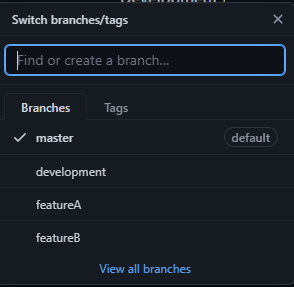 Switch branches/tags
Find or create a branch...
Branches
Tags
master
default
development
featureA
featureB
View all branches